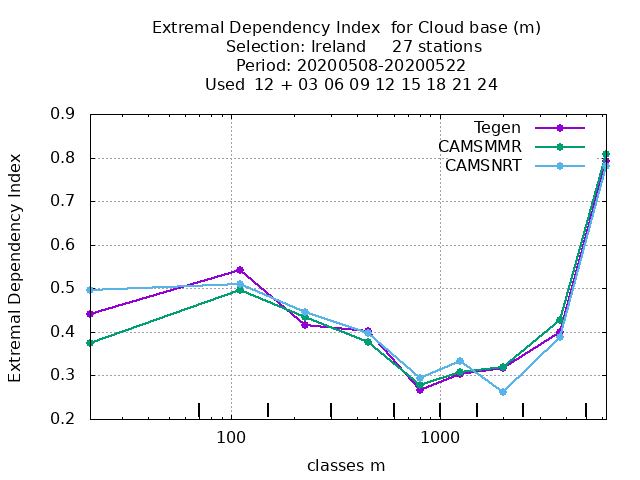 Extremal Dependency Index  for Cloud base (m)
Selection: Ireland     27 stations
Period: 20200508-20200522
Used  12 + 03 06 09 12 15 18 21 24
Tegen
CAMSMMR
CAMSNRT
0.9
0.8
0.7
0.6
0.5
0.4
0.3
0.2
Extremal Dependency Index
100
1000
classes m